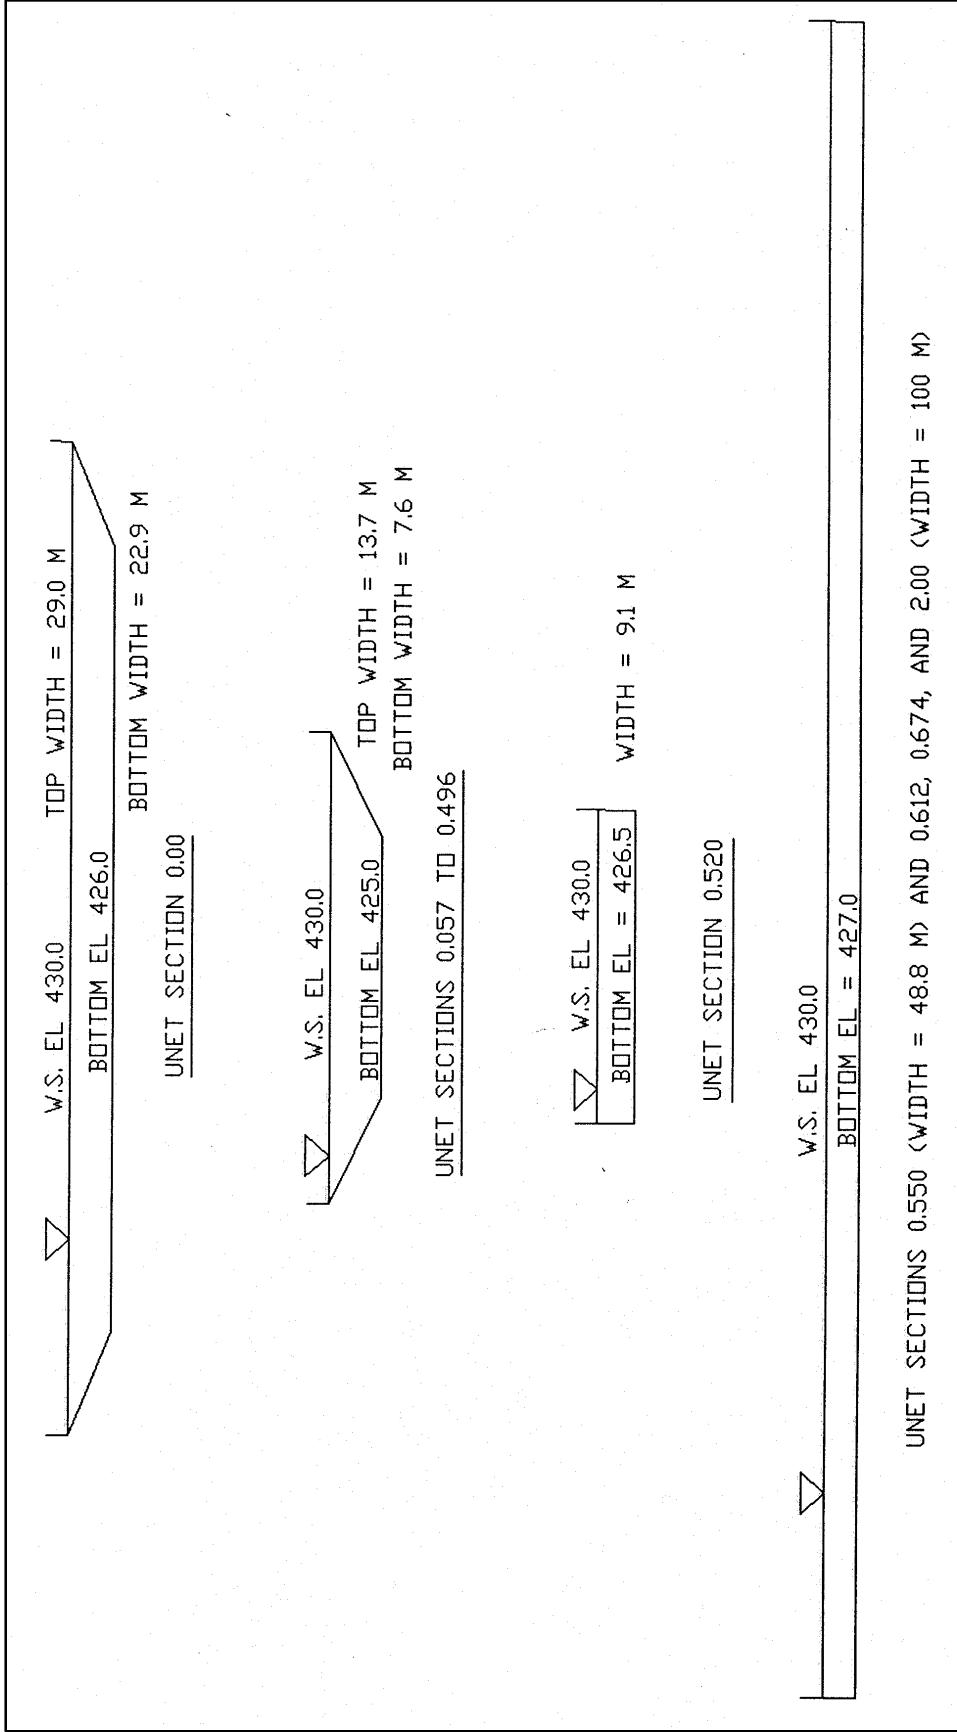 W.S. EL 430.0 TOP WIDTH = 29.0 M
BOTTOM EL 426.0
BOTTOM WIDTH = 22.9 M
UNET SECTION 0.00
W.S. EL 430.0
TOP WIDTH = 13.7 M
BOTTOM EL 425.0
BOTTOM WIDTH = 7.6 M
UNET SECTIONS 0.057 TO 0.496
W.S. EL 430.0
BOTTOM EL = 426.5
WIDTH = 9.1 M
UNET SECTION 0.520
W.S. EL 430.0
BOTTOM EL = 427.0
UNET SECTIONS 0.550 (WIDTH = 48.8 M) AND 0.612, 0.674, AND 2.00 (WIDTH = 100 M)